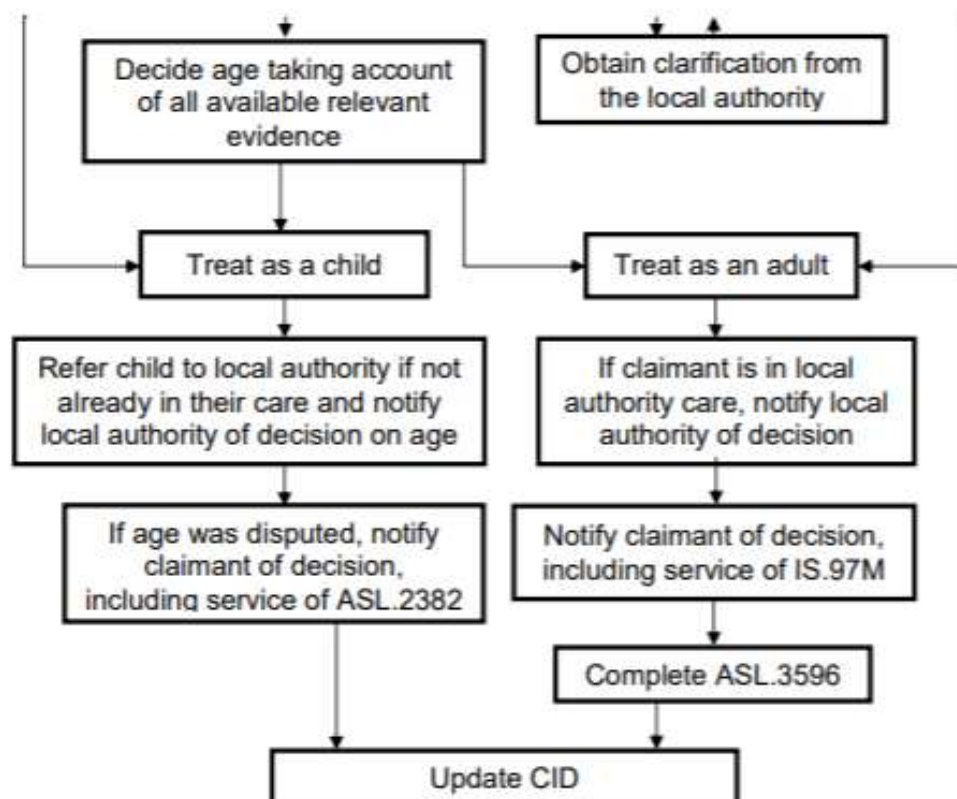 Decide age taking account
of all available relevant
evidence
Obtain clarification from
the local authority
Treat as a child
Treat as an adult
Refer child to local authority if not
already in their care and notify
local authority of decision on age
If claimant is in local
authority care, notify local
authority of decision
If age was disputed, notify
claimant of decision,
including service of ASL.2382
Notify claimant of decision,
including service of IS.97M
Complete ASL.3596
Update CID